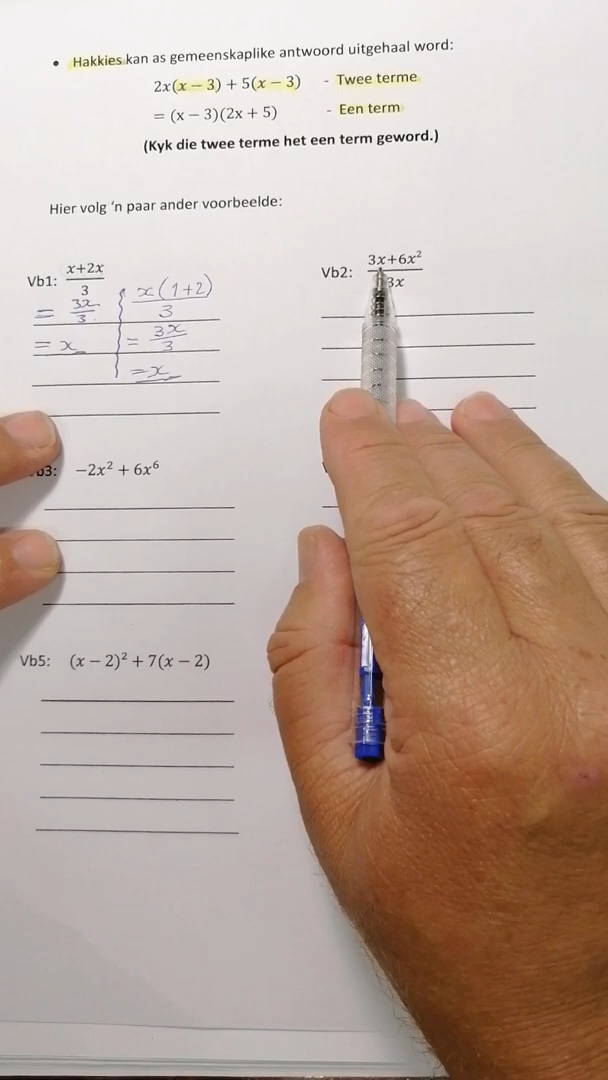 • Hakkies kan as gemeenskaplike antwoord uitgehaal word:
2x(x − 3) + 5(x − 3) - Twee terme
= (x − 3)(2x + 5) - Een term
(Kyk die twee terme het een term geword.)
Hier volg 'n paar ander voorbeelde:
Vb1: x+2x
3
= 3x
3
= x
x(1+2)
3
= 3x
3
= x
Vb2: 3x+6x²
3x
b3: −2x² + 6x⁶
Vb5: (x − 2)² + 7(x − 2)